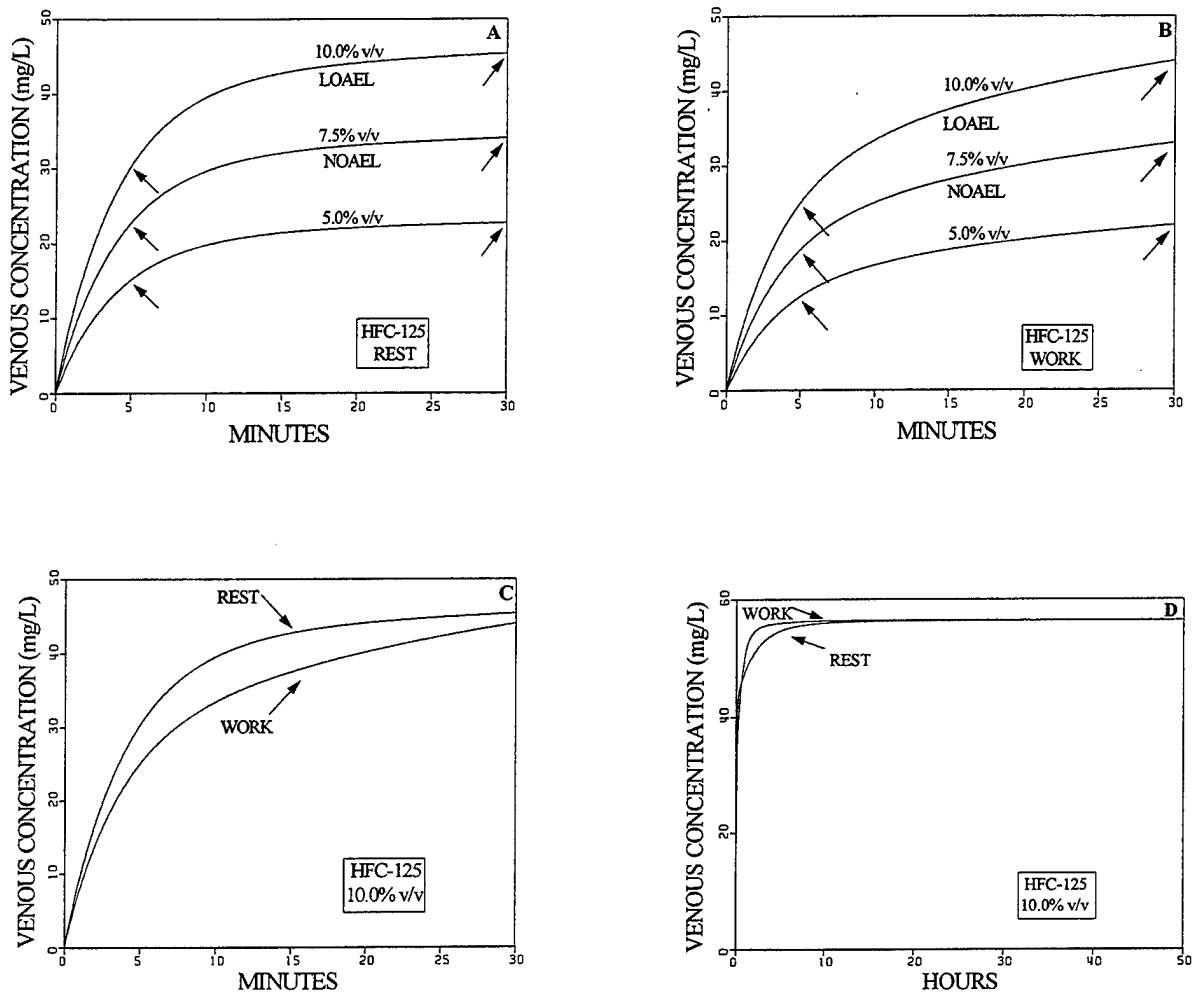 A
VENOUS CONCENTRATION (mg/L)
50
40
30
20
10
0
10.0% v/v
LOAEL
7.5% v/v
NOAEL
5.0% v/v
HFC-125
REST
0 5 10 15 20 25 30
MINUTES
B
VENOUS CONCENTRATION (mg/L)
50
40
30
20
10
0
10.0% v/v
LOAEL
7.5% v/v
NOAEL
5.0% v/v
HFC-125
WORK
0 5 10 15 20 25 30
MINUTES
C
VENOUS CONCENTRATION (mg/L)
50
40
30
20
10
0
REST
WORK
HFC-125
10.0% v/v
0 5 10 15 20 25 30
MINUTES
D
VENOUS CONCENTRATION (mg/L)
60
40
20
0
WORK
REST
HFC-125
10.0% v/v
0 10 20 30 40 50
HOURS